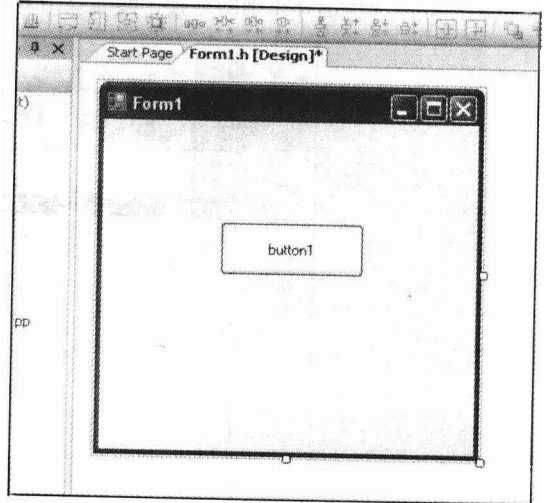 Start Page Form1.h [Design]*
t)
Form1
button1
pp